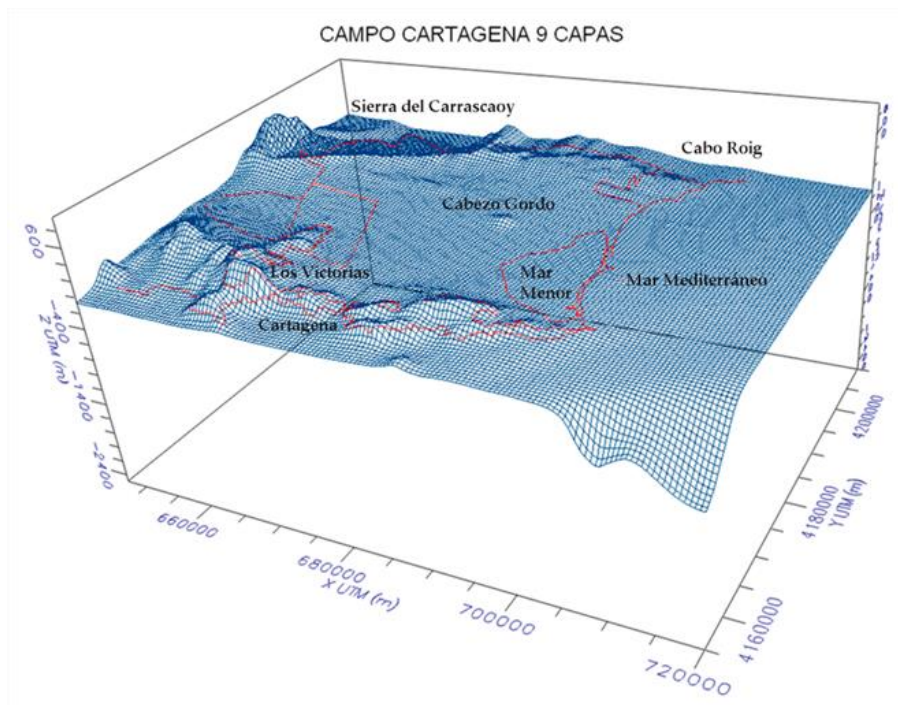 CAMPO CARTAGENA 9 CAPAS
Sierra del Carrascaoy
Cabo Roig
Cabezo Gordo
Los Victorias
Mar
Menor
Mar Mediterráneo
Cartagena
600
-400
-1400
-2400
Z UTM (m)
660000
680000
700000
720000
X UTM (m)
4160000
4180000
4200000
Y UTM (m)